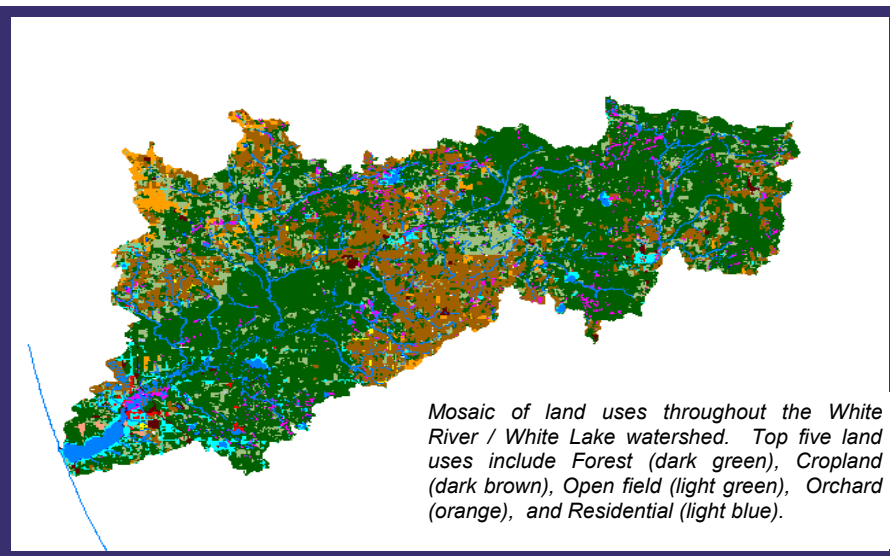 Mosaic of land uses throughout the White
River / White Lake watershed. Top five land
uses include Forest (dark green), Cropland
(dark brown), Open field (light green), Orchard
(orange), and Residential (light blue).